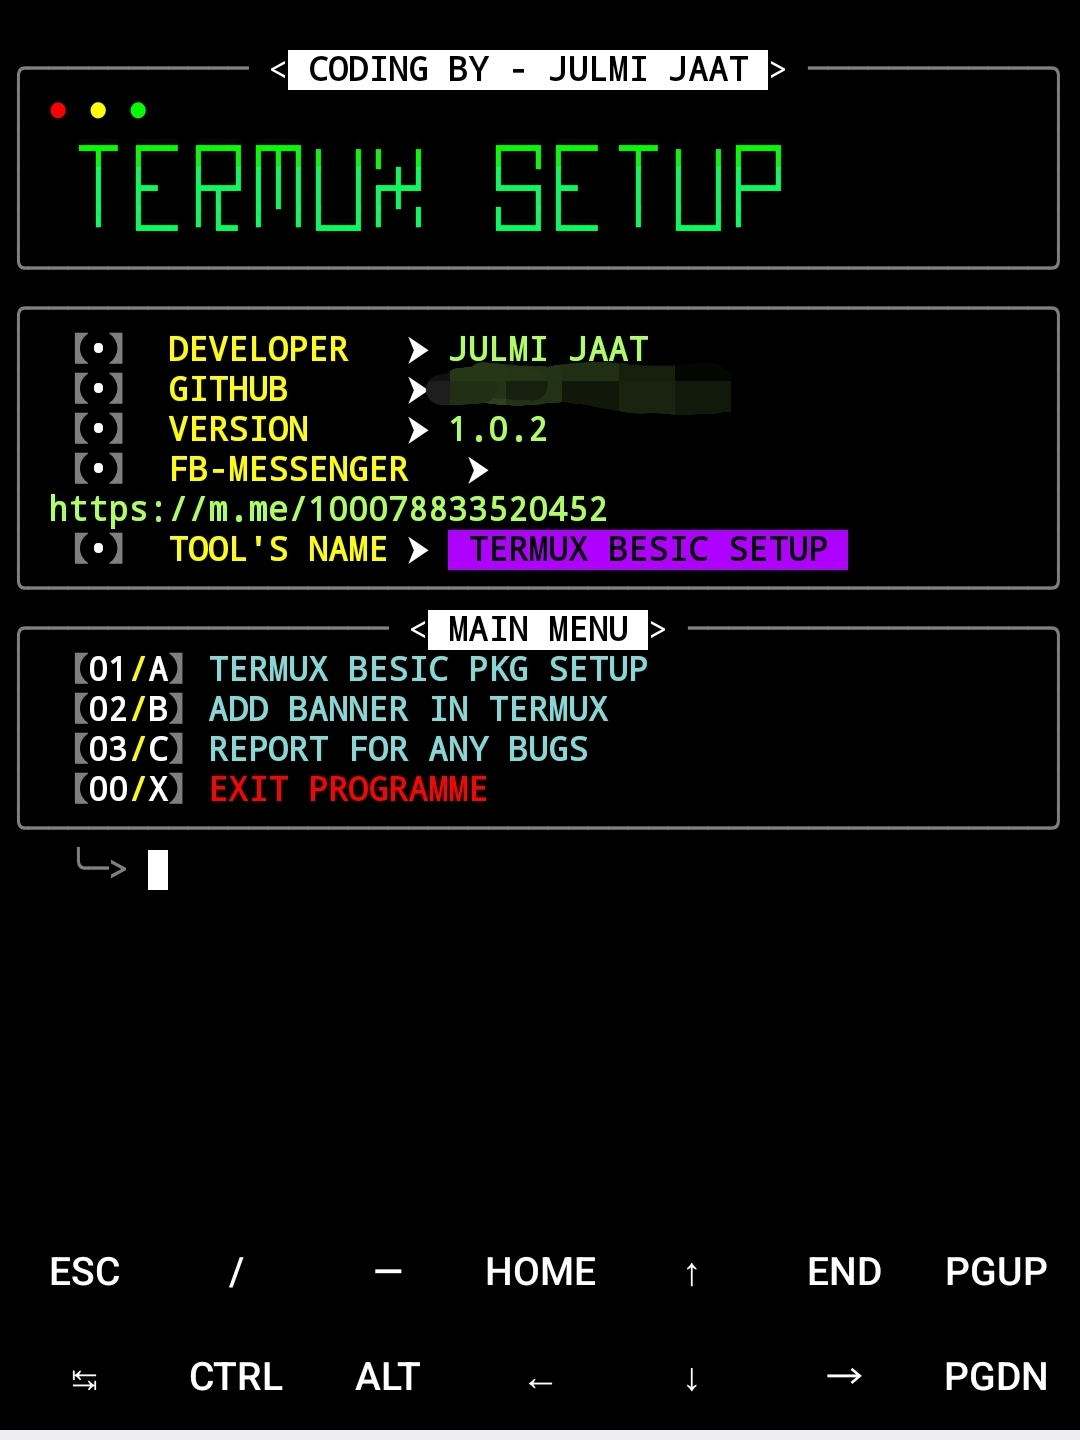 < CODING BY - JULMI JAAT >
TERMUX SETUP
【•】 DEVELOPER ➤ JULMI JAAT
【•】 GITHUB ➤
【•】 VERSION ➤ 1.0.2
【•】 FB-MESSENGER ➤
https://m.me/100078833520452
【•】 TOOL'S NAME ➤ TERMUX BESIC SETUP
< MAIN MENU >
【01/A】 TERMUX BESIC PKG SETUP
【02/B】 ADD BANNER IN TERMUX
【03/C】 REPORT FOR ANY BUGS
【00/X】 EXIT PROGRAMME
╰─>
ESC / — HOME ↑ END PGUP
↹ CTRL ALT ← ↓ → PGDN